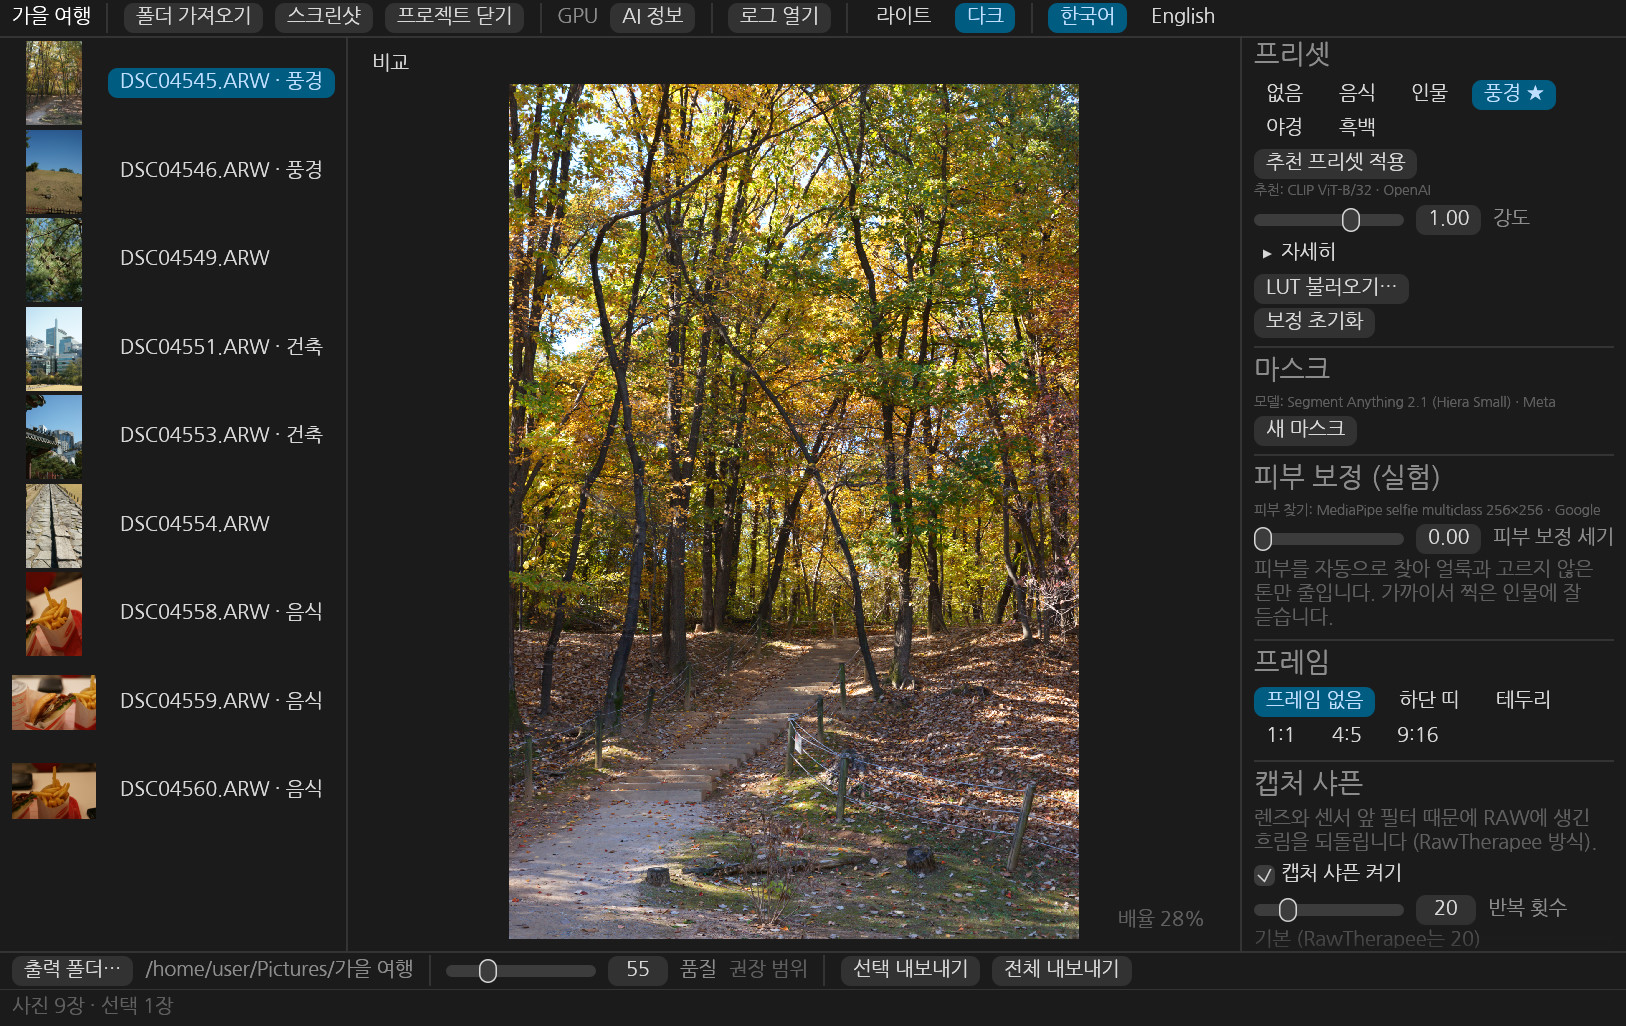 가을 여행 폴더 가져오기 스크린샷 프로젝트 닫기 GPU AI 정보 로그 열기 라이트 다크 한국어 English
DSC04545.ARW · 풍경
DSC04546.ARW · 풍경
DSC04549.ARW
DSC04551.ARW · 건축
DSC04553.ARW · 건축
DSC04554.ARW
DSC04558.ARW · 음식
DSC04559.ARW · 음식
DSC04560.ARW · 음식
비교
배율 28%
프리셋
없음 음식 인물 풍경 ★
야경 흑백
추천 프리셋 적용
추천: CLIP ViT-B/32 · OpenAI
1.00 강도
▸ 자세히
LUT 불러오기…
보정 초기화
마스크
모델: Segment Anything 2.1 (Hiera Small) · Meta
새 마스크
피부 보정 (실험)
피부 찾기: MediaPipe selfie multiclass 256×256 · Google
0.00 피부 보정 세기
피부를 자동으로 찾아 얼룩과 고르지 않은
톤만 줄입니다. 가까이서 찍은 인물에 잘
듣습니다.
프레임
프레임 없음 하단 띠 테두리
1:1 4:5 9:16
캡처 샤픈
렌즈와 센서 앞 필터 때문에 RAW에 생긴
흐림을 되돌립니다 (RawTherapee 방식).
캡처 샤픈 켜기
20 반복 횟수
기본 (RawTherapee는 20)
출력 폴더… /home/user/Pictures/가을 여행 55 품질 권장 범위 선택 내보내기 전체 내보내기
사진 9장 · 선택 1장